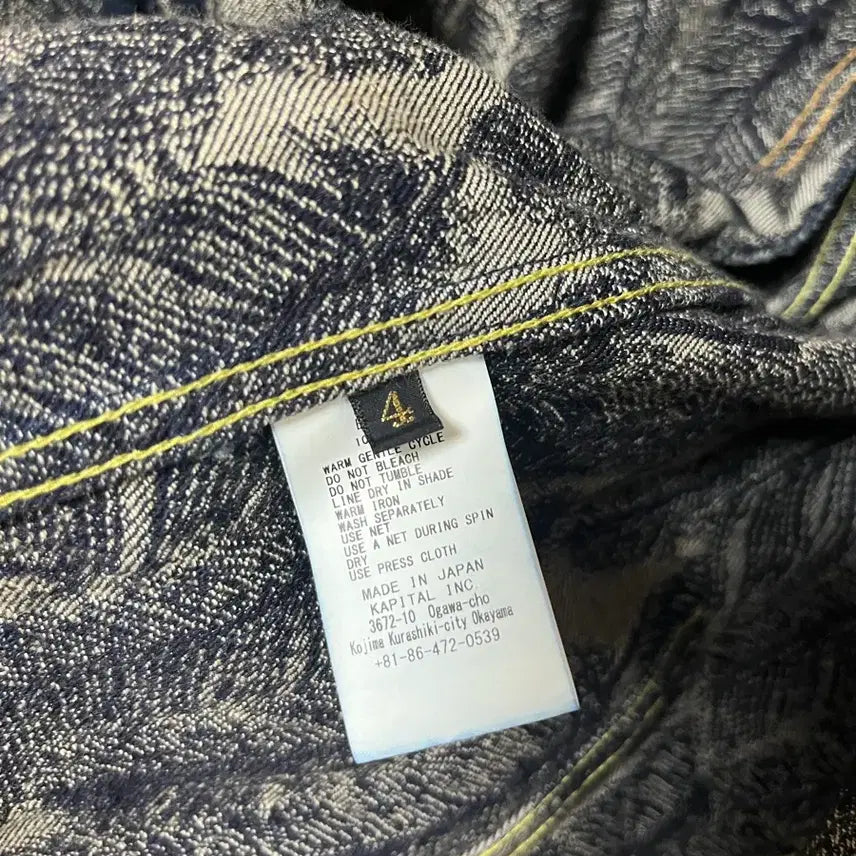 4
WARM GENTLE CYCLE
DO NOT BLEACH
DO NOT TUMBLE
LINE DRY IN SHADE
WARM IRON
WASH SEPARATELY
USE NET
USE A NET DURING SPIN
DRY
USE PRESS CLOTH
MADE IN JAPAN
KAPITAL INC.
3672-10 Ogawa-cho
Kojima Kurashiki-city Okayama
+81-86-472-0539